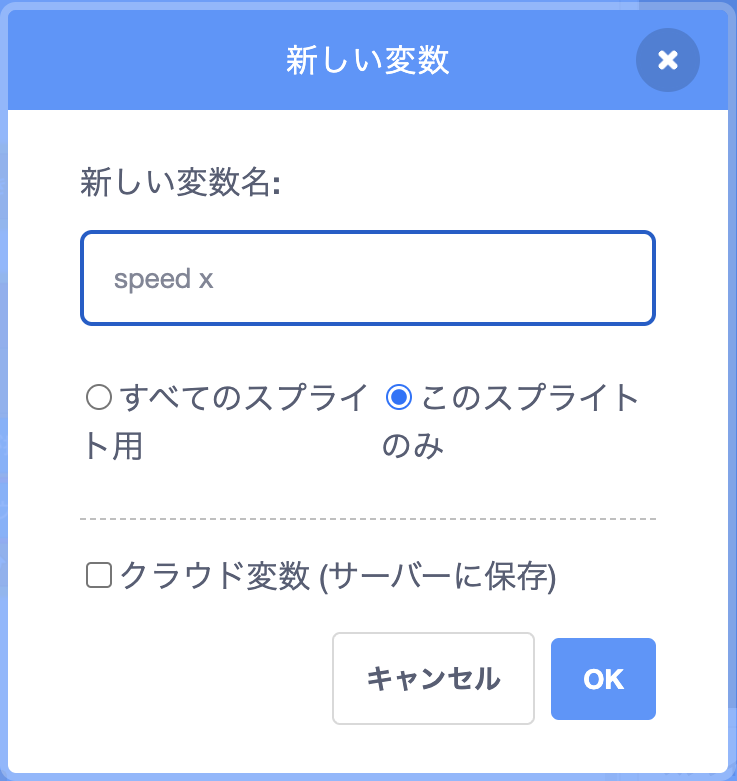 新しい変数
新しい変数名:
speed x
すべてのスプライ
ト用
このスプライト
のみ
クラウド変数 (サーバーに保存)
キャンセル
OK